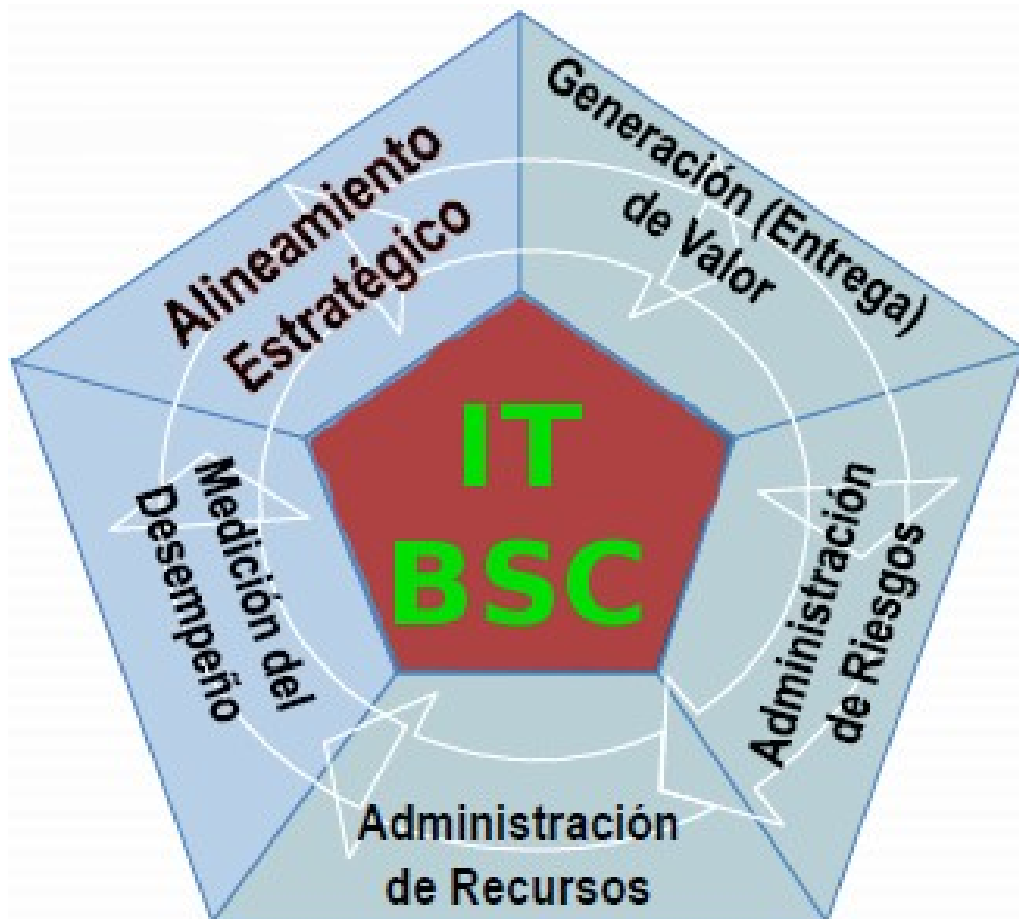 Alineamiento
Estratégico
Generación (Entrega)
de Valor
Administración
de Riesgos
Administración
de Recursos
Medición del
Desempeño
IT
BSC